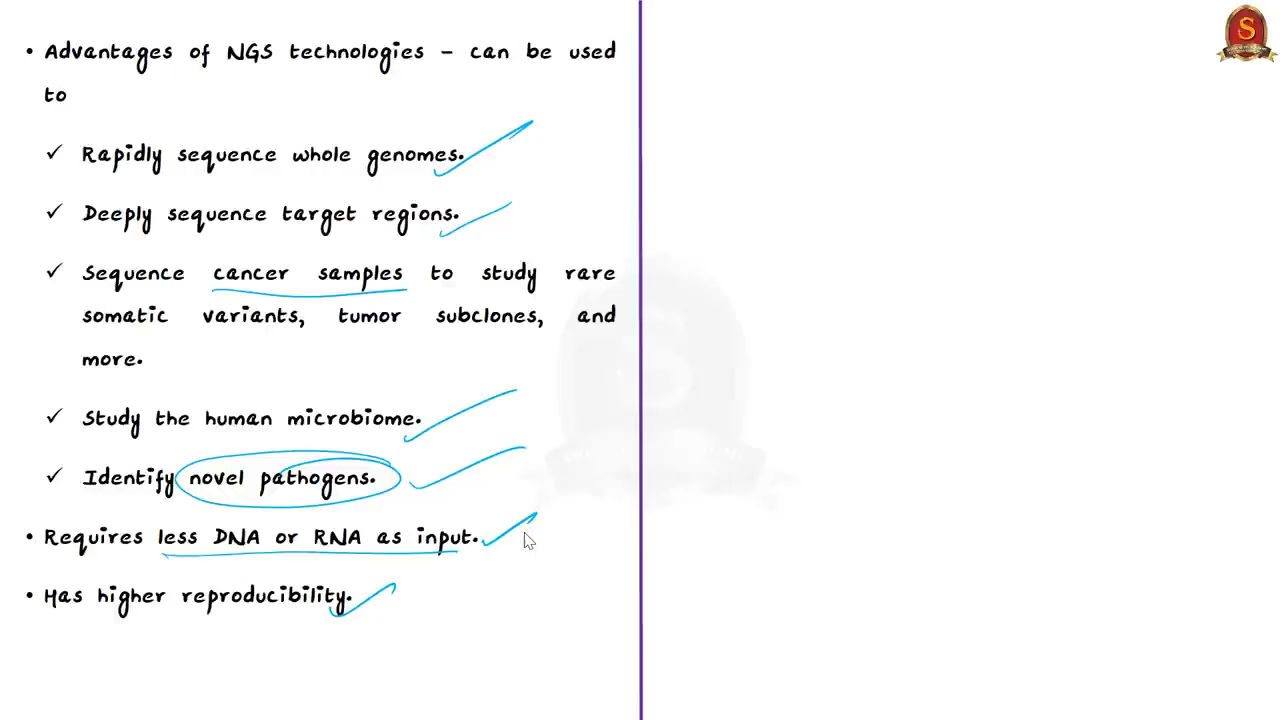 • Advantages of NGS technologies – can be used
to
✓ Rapidly sequence whole genomes.
✓ Deeply sequence target regions.
✓ Sequence cancer samples to study rare
somatic variants, tumor subclones, and
more.
✓ Study the human microbiome.
✓ Identify novel pathogens.
• Requires less DNA or RNA as input.
• Has higher reproducibility.
S